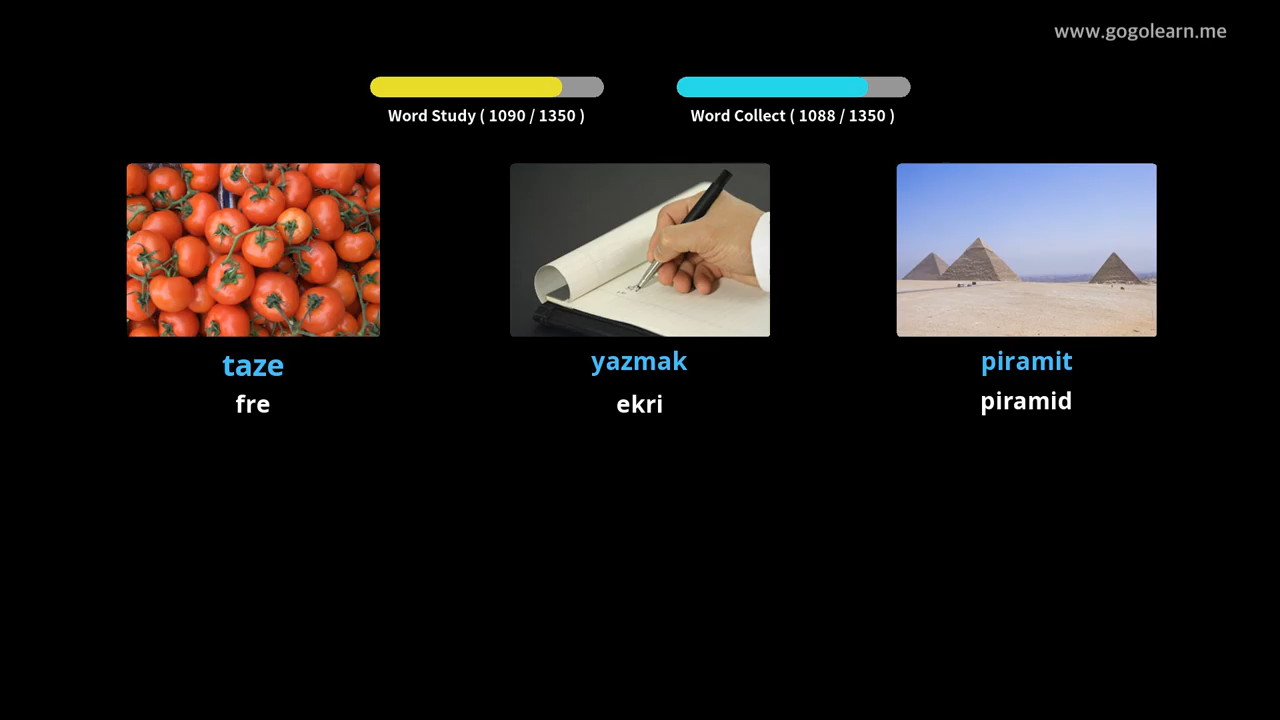 www.gogolearn.me
Word Study ( 1090 / 1350 )
Word Collect ( 1088 / 1350 )
taze
yazmak
piramit
fre
ekri
piramid